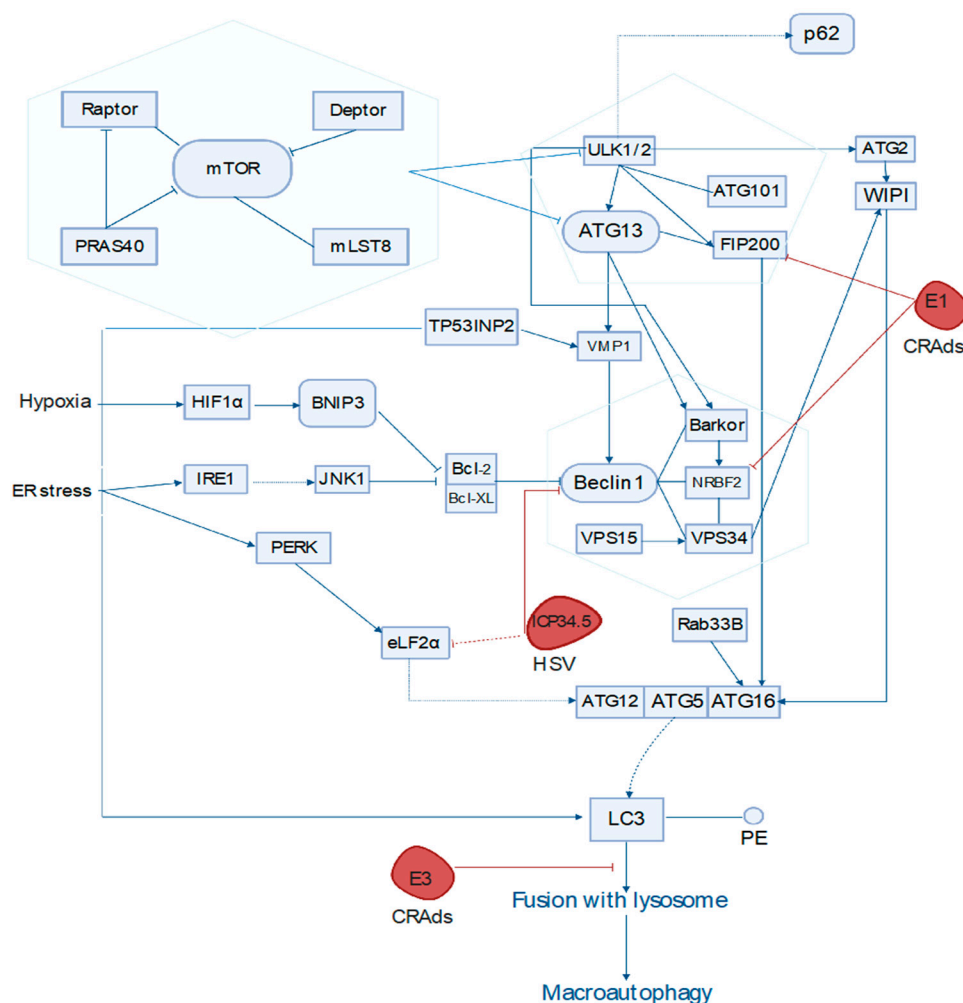 p62
Raptor
Deptor
mTOR
PRAS40
mLST8
ULK1/2
ATG2
ATG101
WIPI
ATG13
FIP200
E1
CRAds
TP53INP2
VMP1
Hypoxia
HIF1α
BNIP3
Barkor
Bcl-2
Bcl-XL
Beclin1
NRBF2
ER stress
IRE1
JNK1
VPS15
VPS34
PERK
ICP34.5
HSV
eLF2α
Rab33B
ATG12
ATG5
ATG16
LC3
PE
E3
CRAds
Fusion with lysosome
Macroautophagy